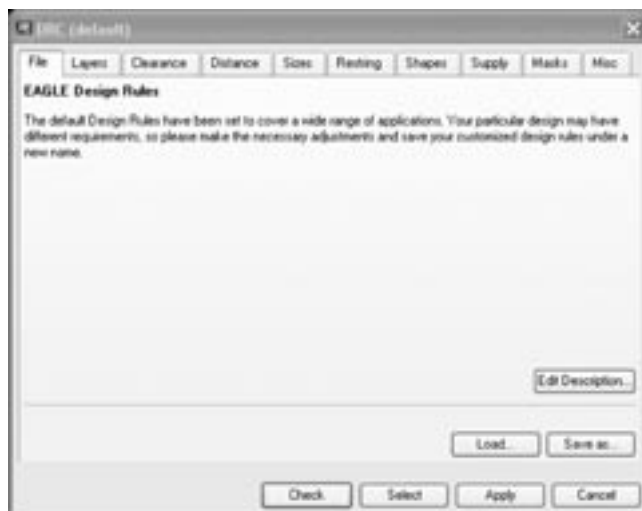 DRC (default)
File Layers Clearance Distance Sizes Restring Shapes Supply Masks Misc
EAGLE Design Rules
The default Design Rules have been set to cover a wide range of applications. Your particular design may have
different requirements, so please make the necessary adjustments and save your customized design rules under a
new name.
Edit Description...
Load... Save as...
Check Select Apply Cancel